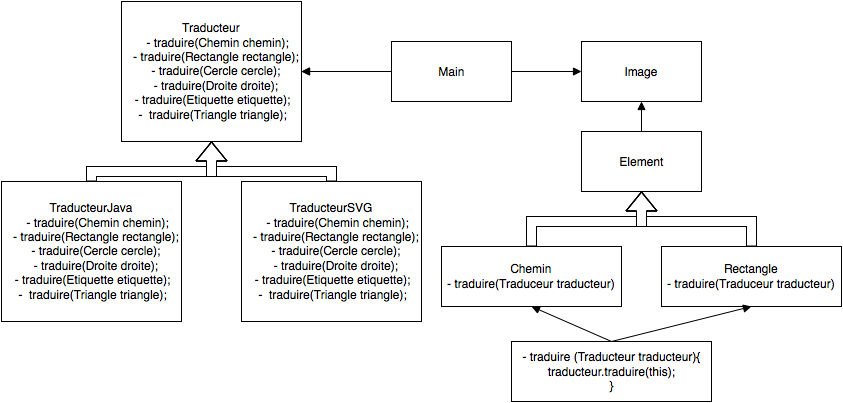 Traducteur
- traduire(Chemin chemin);
- traduire(Rectangle rectangle);
- traduire(Cercle cercle);
- traduire(Droite droite);
- traduire(Etiquette etiquette);
- traduire(Triangle triangle);
Main
Image
Element
TraducteurJava
- traduire(Chemin chemin);
- traduire(Rectangle rectangle);
- traduire(Cercle cercle);
- traduire(Droite droite);
- traduire(Etiquette etiquette);
- traduire(Triangle triangle);
TraducteurSVG
- traduire(Chemin chemin);
- traduire(Rectangle rectangle);
- traduire(Cercle cercle);
- traduire(Droite droite);
- traduire(Etiquette etiquette);
- traduire(Triangle triangle);
Chemin
- traduire(Traduceur traducteur)
Rectangle
- traduire(Traduceur traducteur)
- traduire (Traducteur traducteur){
traducteur.traduire(this);
}